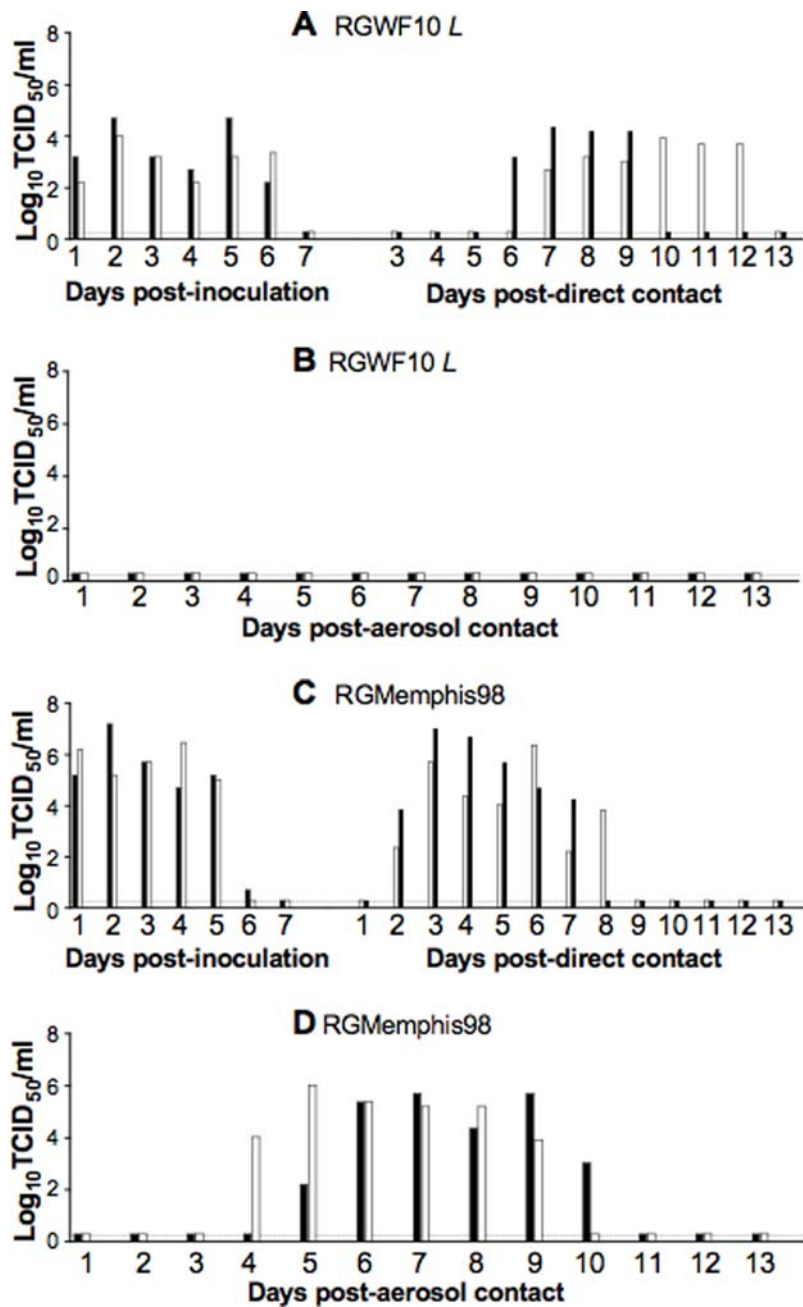 A RGWF10 L
Log10TCID50/ml
8
6
4
2
0
1 2 3 4 5 6 7 3 4 5 6 7 8 9 10 11 12 13
Days post-inoculation Days post-direct contact
B RGWF10 L
Log10TCID50/ml
8
6
4
2
0
1 2 3 4 5 6 7 8 9 10 11 12 13
Days post-aerosol contact
C RGMemphis98
Log10TCID50/ml
8
6
4
2
0
1 2 3 4 5 6 7 1 2 3 4 5 6 7 8 9 10 11 12 13
Days post-inoculation Days post-direct contact
D RGMemphis98
Log10TCID50/ml
8
6
4
2
0
1 2 3 4 5 6 7 8 9 10 11 12 13
Days post-aerosol contact